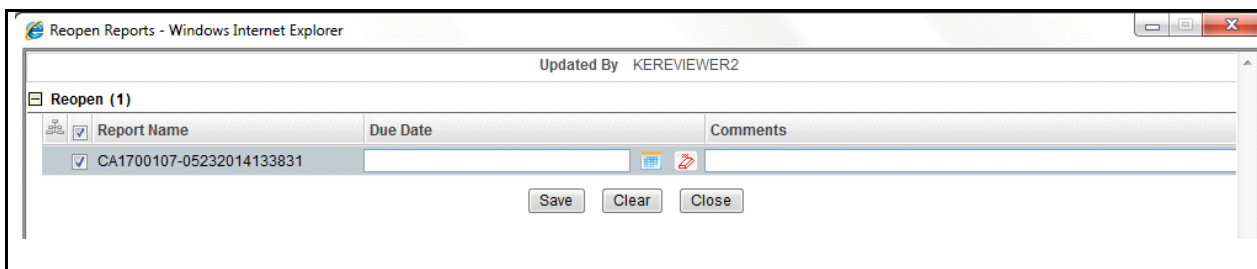 Reopen Reports - Windows Internet Explorer
Updated By KEREVIEWER2
Reopen (1)
Report Name Due Date Comments
CA1700107-05232014133831
Save Clear Close